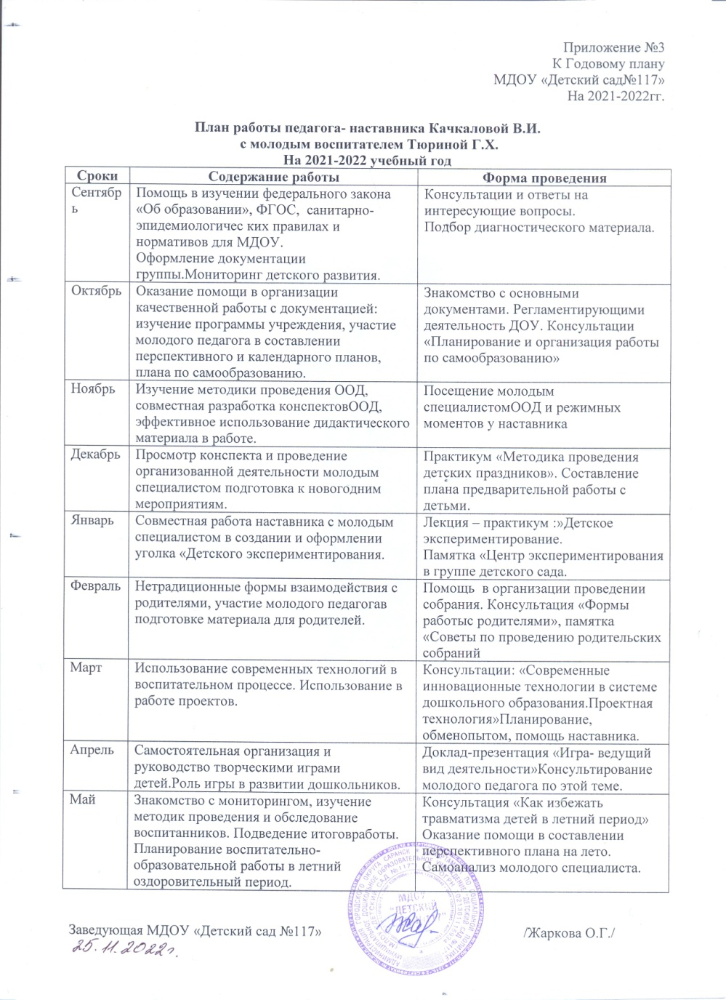 Приложение №3
К Годовому плану
МДОУ «Детский сад№117»
На 2021-2022гг.
План работы педагога- наставника Качкаловой В.И.
с молодым воспитателем Тюриной Г.Х.
На 2021-2022 учебный год
Сроки
Содержание работы
Форма проведения
Сентябр
ь
Помощь в изучении федерального закона
«Об образовании», ФГОС,  санитарно-
эпидемиологичес ких правилах и
нормативов для МДОУ.
Оформление документации
группы.Мониторинг детского развития.
Консультации и ответы на
интересующие вопросы.
Подбор диагностического материала.
Октябрь
Оказание помощи в организации
качественной работы с документацией:
изучение программы учреждения, участие
молодого педагога в составлении
перспективного и календарного планов,
плана по самообразованию.
Знакомство с основными
документами. Регламентирующими
деятельность ДОУ. Консультации
«Планирование и организация работы
по самообразованию»
Ноябрь
Изучение методики проведения ООД,
совместная разработка конспектовООД,
эффективное использование дидактического
материала в работе.
Посещение молодым
специалистомООД и режимных
моментов у наставника
Декабрь
Просмотр конспекта и проведение
организованной деятельности молодым
специалистом подготовка к новогодним
мероприятиям.
Практикум «Методика проведения
детских праздников». Составление
плана предварительной работы с
детьми.
Январь
Совместная работа наставника с молодым
специалистом в создании и оформлении
уголка «Детского экспериментирования.
Лекция – практикум :»Детское
экспериментирование.
Памятка «Центр экспериментирования
в группе детского сада.
Февраль
Нетрадиционные формы взаимодействия с
родителями, участие молодого педагогав
подготовке материала для родителей.
Помощь  в организации проведении
собрания. Консультация «Формы
работыс родителями», памятка
«Советы по проведению родительских
собраний
Март
Использование современных технологий в
воспитательном процессе. Использование в
работе проектов.
Консультации: «Современные
инновационные технологии в системе
дошкольного образования.Проектная
технология»Планирование,
обменопытом, помощь наставника.
Апрель
Самостоятельная организация и
руководство творческими играми
детей.Роль игры в развитии дошкольников.
Доклад-презентация «Игра- ведущий
вид деятельности»Консультирование
молодого педагога по этой теме.
Май
Знакомство с мониторингом, изучение
методик проведения и обследование
воспитанников. Подведение итоговработы.
Планирование воспитательно-
образовательной работы в летний
оздоровительный период.
Консультация «Как избежать
травматизма детей в летний период»
Оказание помощи в составлении
перспективного плана на лето.
Самоанализ молодого специалиста.
МДОУ
"ДЕТСКИЙ
Заведующая МДОУ «Детский сад №117»
/Жаркова О.Г./
25.11.2022г.